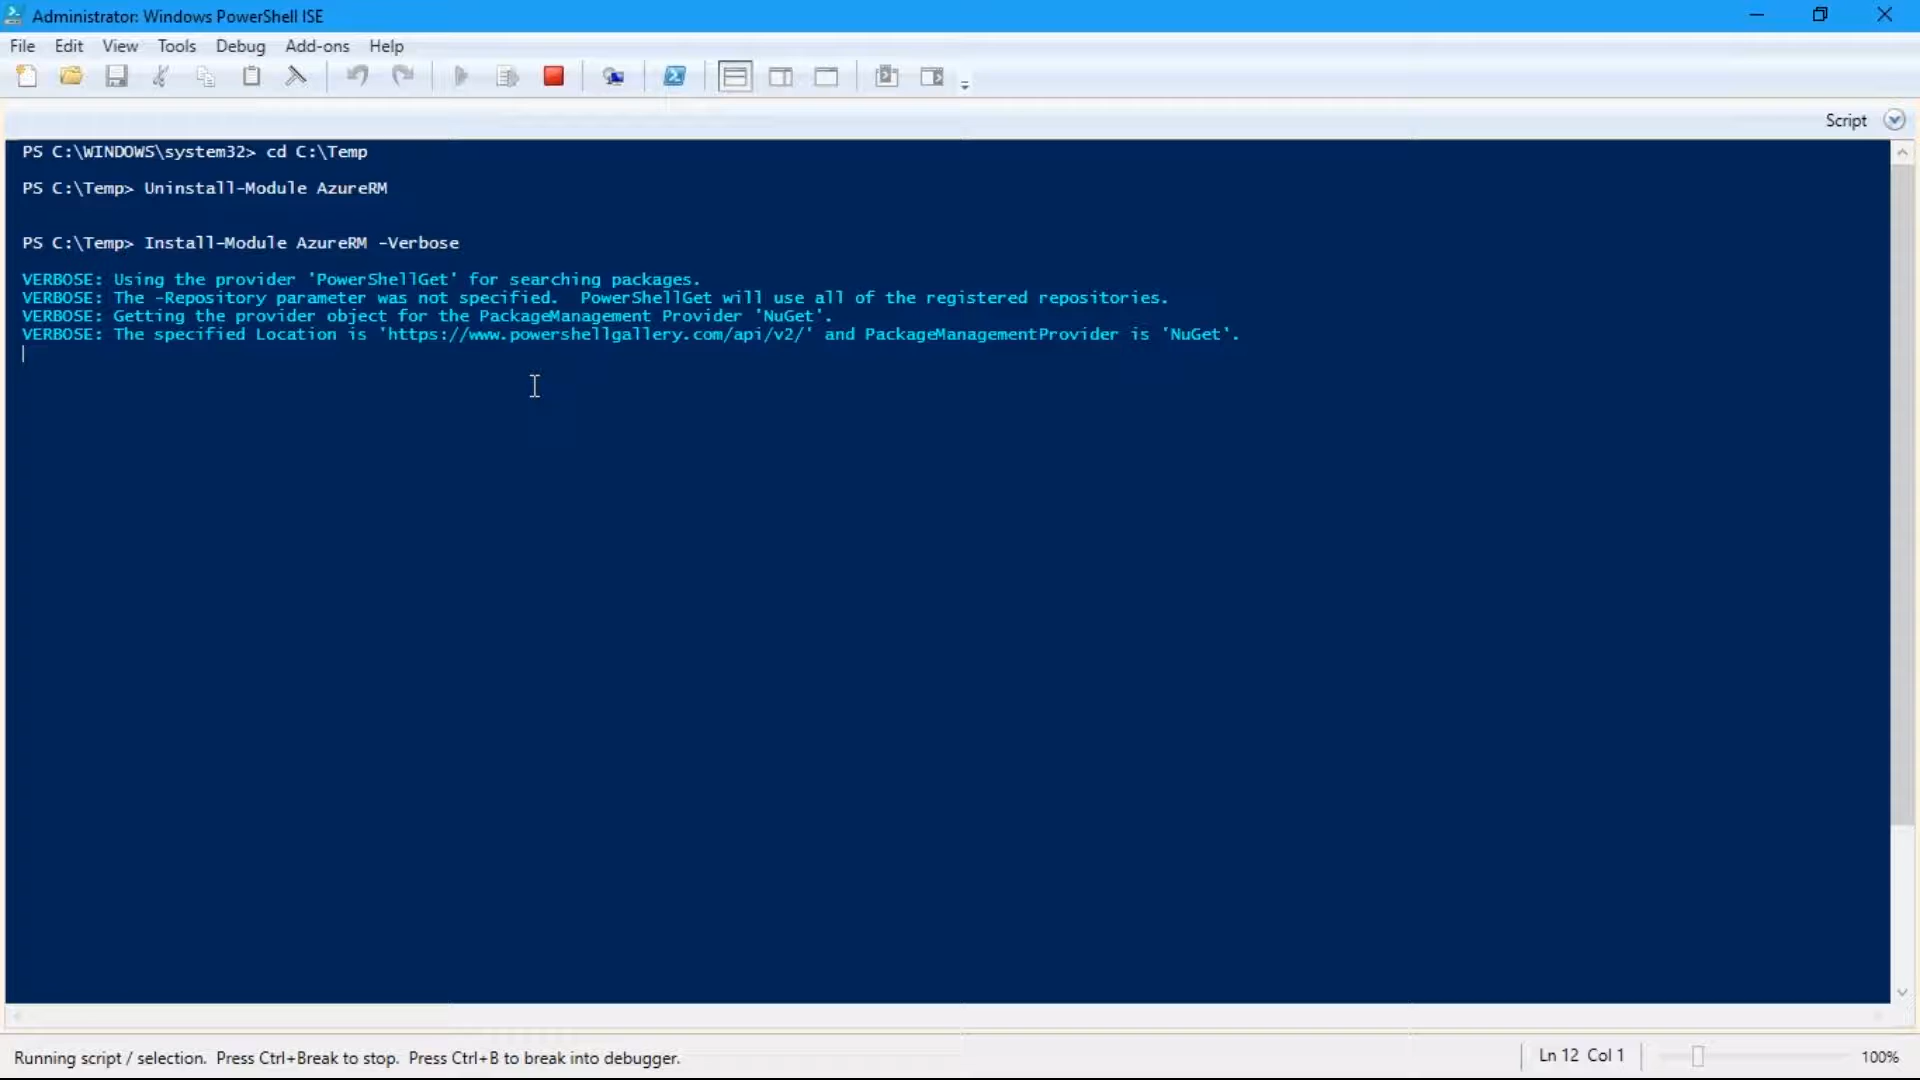 Administrator: Windows PowerShell ISE
File Edit View Tools Debug Add-ons Help
Script
PS C:\WINDOWS\system32> cd C:\Temp
PS C:\Temp> Uninstall-Module AzureRM
PS C:\Temp> Install-Module AzureRM -Verbose
VERBOSE: Using the provider 'PowerShellGet' for searching packages.
VERBOSE: The -Repository parameter was not specified.  PowerShellGet will use all of the registered repositories.
VERBOSE: Getting the provider object for the PackageManagement Provider 'NuGet'.
VERBOSE: The specified Location is 'https://www.powershellgallery.com/api/v2/' and PackageManagementProvider is 'NuGet'.
Running script / selection.  Press Ctrl+Break to stop.  Press Ctrl+B to break into debugger.
Ln 12  Col 1
100%